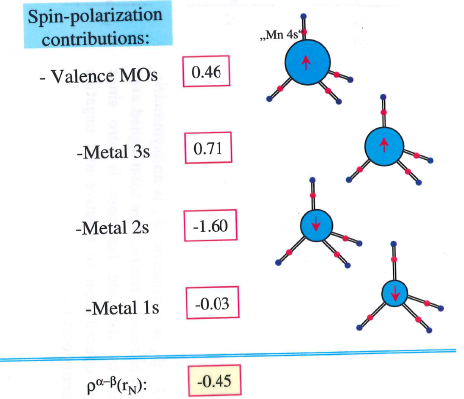 Spin-polarization
contributions:
„Mn 4s“
- Valence MOs 0.46
-Metal 3s 0.71
-Metal 2s -1.60
-Metal 1s -0.03
ρα−β(rN): -0.45